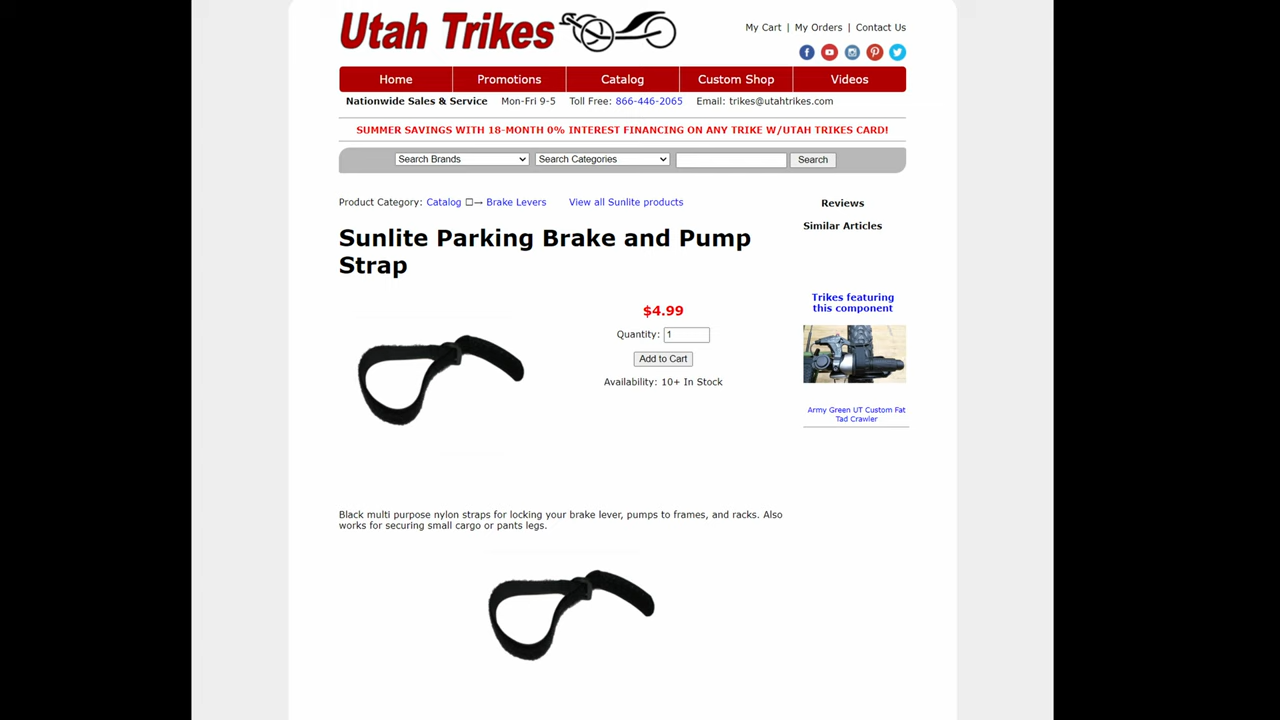 Utah Trikes
My Cart | My Orders | Contact Us
Home Promotions Catalog Custom Shop Videos
Nationwide Sales & Service Mon-Fri 9-5 Toll Free: 866-446-2065 Email: trikes@utahtrikes.com
SUMMER SAVINGS WITH 18-MONTH 0% INTEREST FINANCING ON ANY TRIKE W/UTAH TRIKES CARD!
Search Brands Search Categories Search
Product Category: Catalog □→ Brake Levers View all Sunlite products
Sunlite Parking Brake and Pump
Strap
$4.99
Quantity: 1
Add to Cart
Availability: 10+ In Stock
Black multi purpose nylon straps for locking your brake lever, pumps to frames, and racks. Also
works for securing small cargo or pants legs.
Reviews
Similar Articles
Trikes featuring
this component
Army Green UT Custom Fat
Tad Crawler